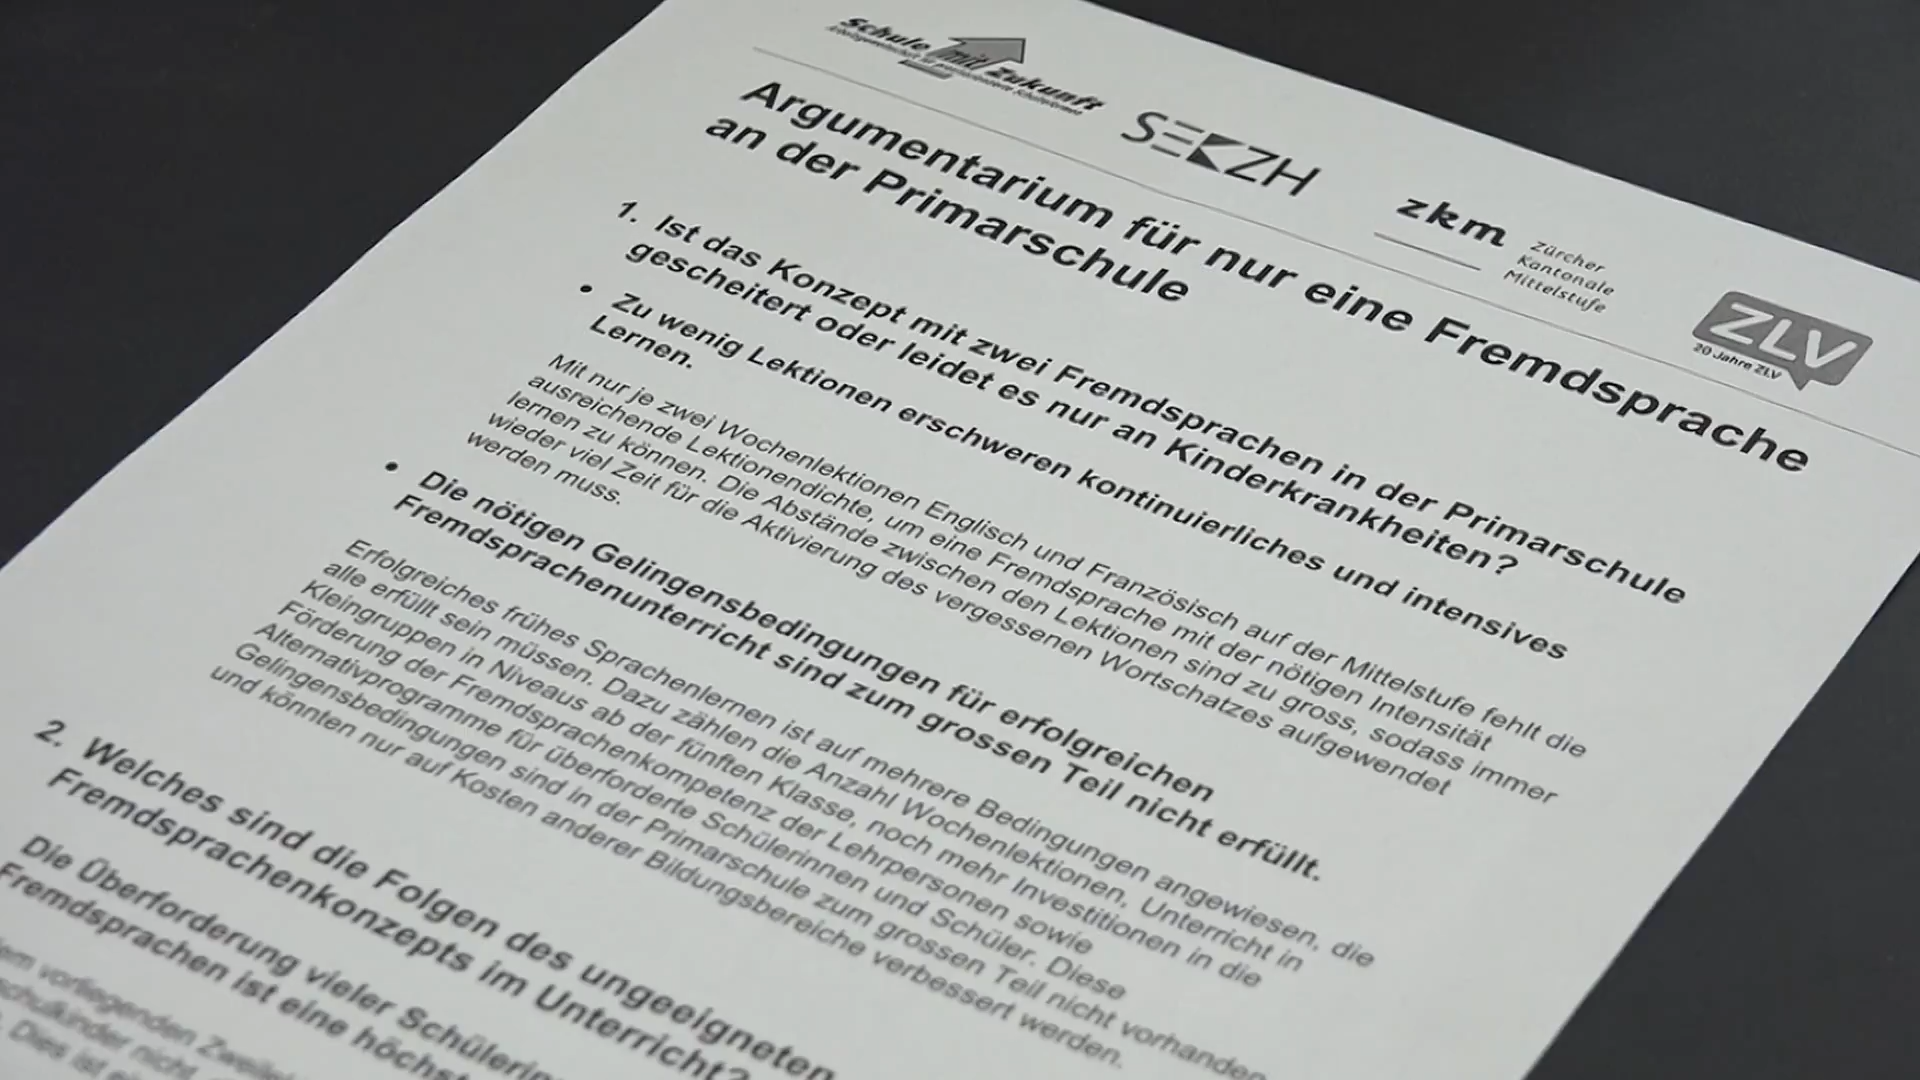 Schule mit Zukunft
SEKZH
zkm
Zürcher
Kantonale
Mittelstufe
ZLV
20 Jahre ZLV
Argumentarium für nur eine Fremdsprache
an der Primarschule
1. Ist das Konzept mit zwei Fremdsprachen in der Primarschule
gescheitert oder leidet es nur an Kinderkrankheiten?
• Zu wenig Lektionen erschweren kontinuierliches und intensives
Lernen.
Mit nur je zwei Wochenlektionen Englisch und Französisch auf der Mittelstufe fehlt die
ausreichende Lektionendichte, um eine Fremdsprache mit der nötigen Intensität
lernen zu können. Die Abstände zwischen den Lektionen sind zu gross, sodass immer
wieder viel Zeit für die Aktivierung des vergessenen Wortschatzes aufgewendet
werden muss.
• Die nötigen Gelingensbedingungen für erfolgreichen
Fremdsprachenunterricht sind zum grossen Teil nicht erfüllt.
Erfolgreiches frühes Sprachenlernen ist auf mehrere Bedingungen angewiesen, die
alle erfüllt sein müssen. Dazu zählen die Anzahl Wochenlektionen, Unterricht in
Kleingruppen in Niveaus ab der fünften Klasse, noch mehr Investitionen in die
Förderung der Fremdsprachenkompetenz der Lehrpersonen sowie
Alternativprogramme für überforderte Schülerinnen und Schüler. Diese
Gelingensbedingungen sind in der Primarschule zum grossen Teil nicht vorhanden
und könnten nur auf Kosten anderer Bildungsbereiche verbessert werden.
2. Welches sind die Folgen des ungeeigneten
Fremdsprachenkonzepts im Unterricht?
Die Überforderung vieler Schülerinn
Fremdsprachen ist eine höchst
vorliegenden
schulkinder nicht
Dies ist